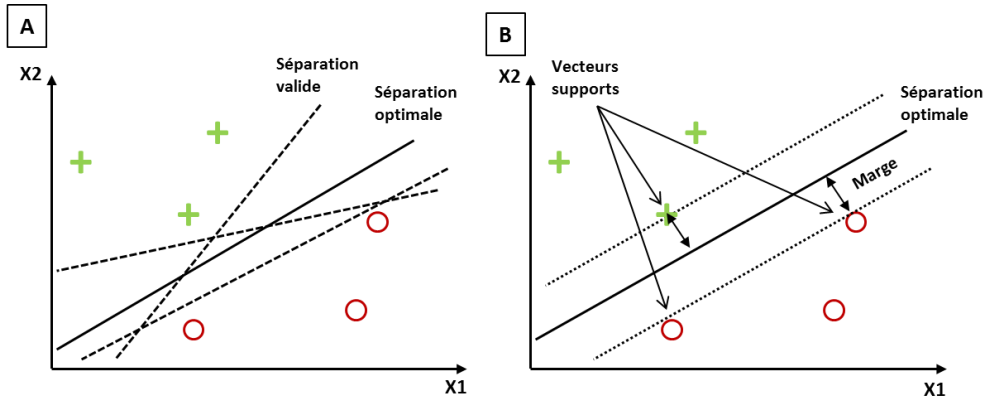 A
X2
Séparation
valide
Séparation
optimale
X1
B
X2
Vecteurs
supports
Séparation
optimale
Marge
X1